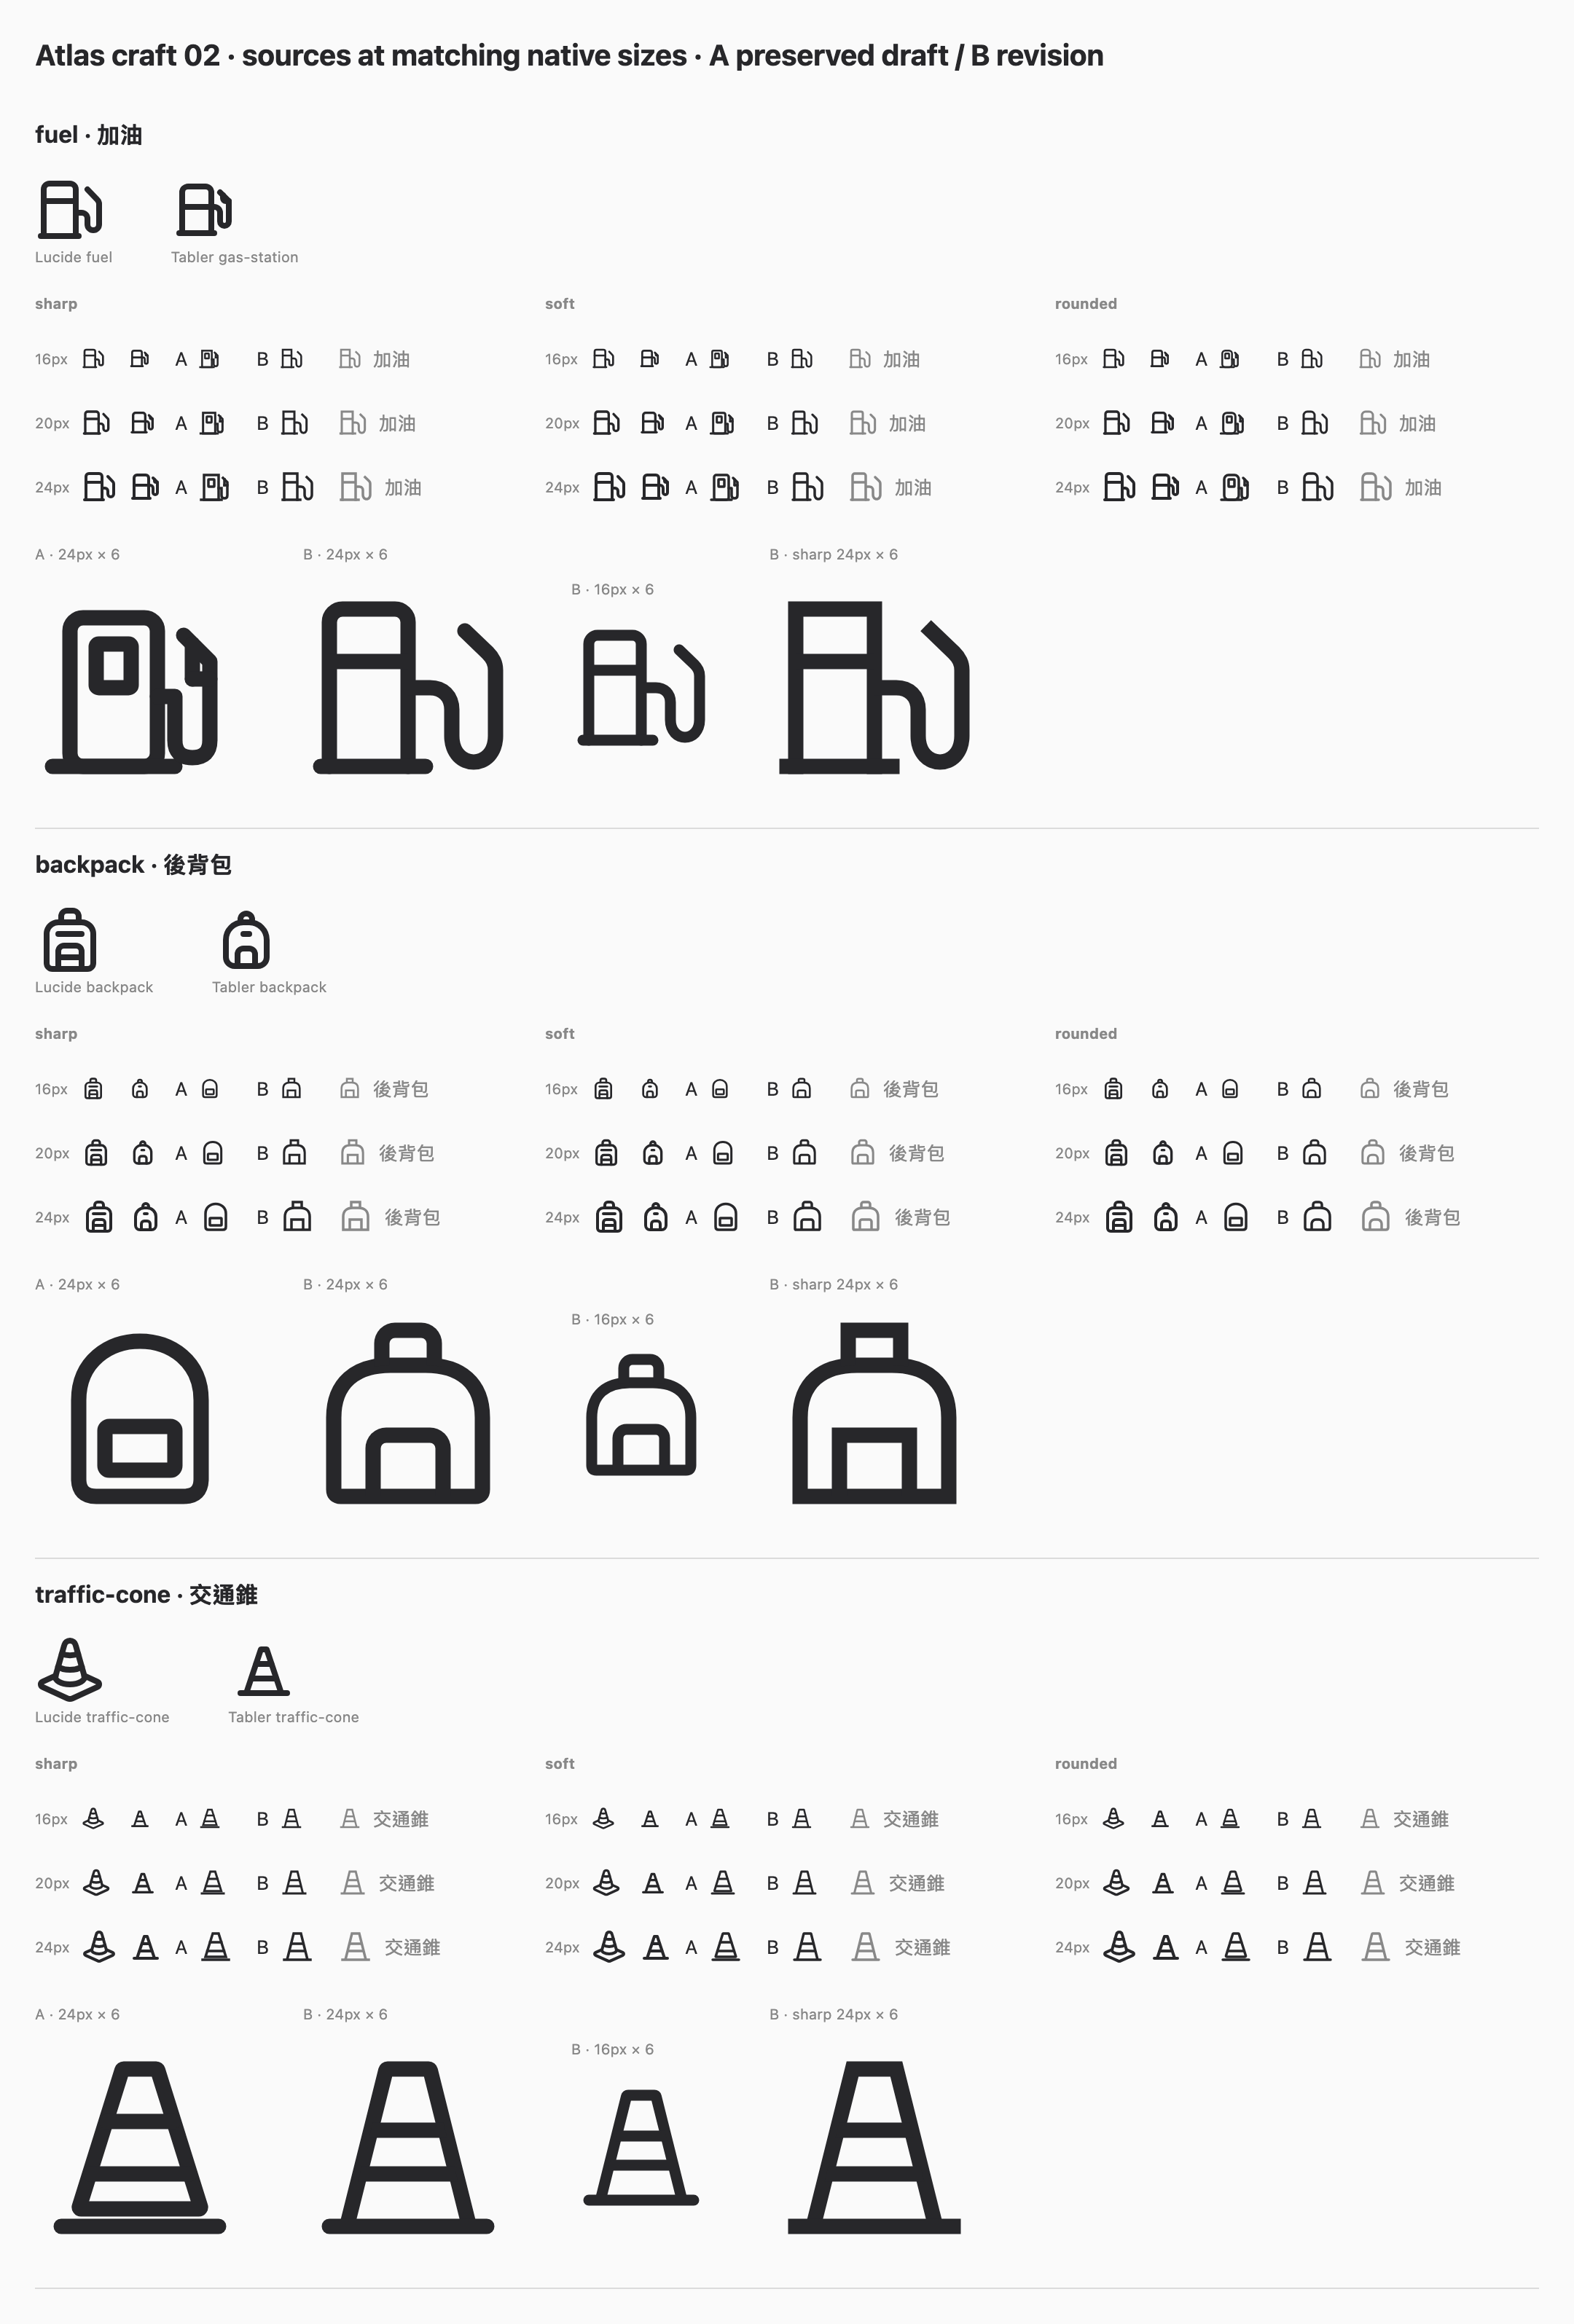 Atlas craft 02 · sources at matching native sizes · A preserved draft / B revision
fuel · 加油
Lucide fuel Tabler gas-station
sharp soft rounded
16px A B 加油 16px A B 加油 16px A B 加油
20px A B 加油 20px A B 加油 20px A B 加油
24px A B 加油 24px A B 加油 24px A B 加油
A · 24px × 6 B · 24px × 6 B · sharp 24px × 6
B · 16px × 6
backpack · 後背包
Lucide backpack Tabler backpack
sharp soft rounded
16px A B 後背包 16px A B 後背包 16px A B 後背包
20px A B 後背包 20px A B 後背包 20px A B 後背包
24px A B 後背包 24px A B 後背包 24px A B 後背包
A · 24px × 6 B · 24px × 6 B · sharp 24px × 6
B · 16px × 6
traffic-cone · 交通錐
Lucide traffic-cone Tabler traffic-cone
sharp soft rounded
16px A B 交通錐 16px A B 交通錐 16px A B 交通錐
20px A B 交通錐 20px A B 交通錐 20px A B 交通錐
24px A B 交通錐 24px A B 交通錐 24px A B 交通錐
A · 24px × 6 B · 24px × 6 B · sharp 24px × 6
B · 16px × 6